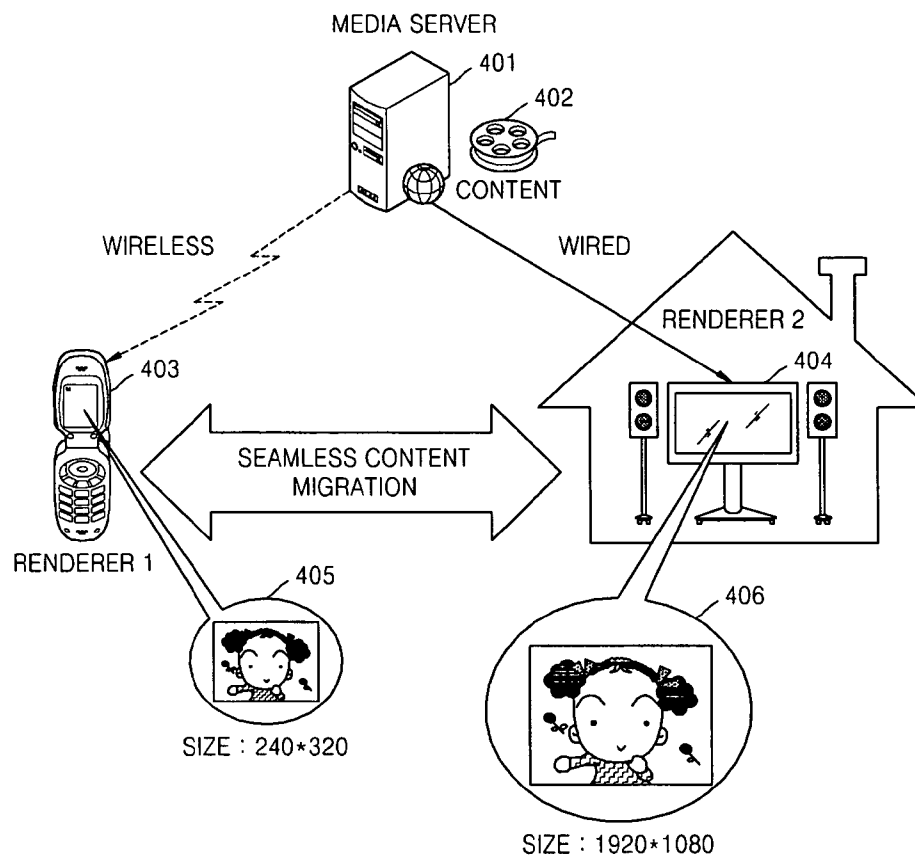 MEDIA SERVER
401
402
CONTENT
WIRELESS
WIRED
RENDERER 2
403
404
SEAMLESS CONTENT
MIGRATION
RENDERER 1
405
406
SIZE : 240*320
SIZE : 1920*1080